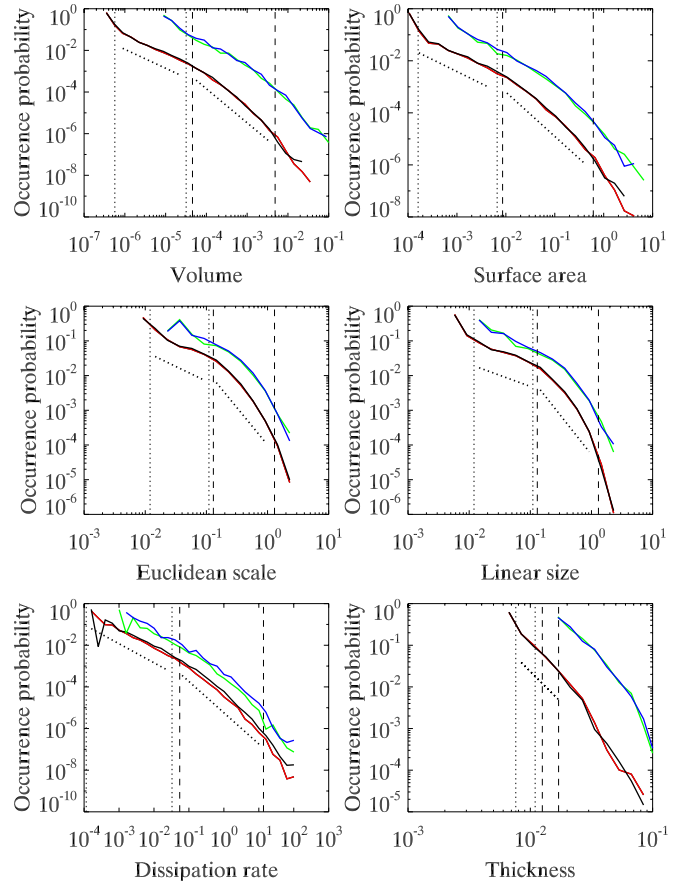 Occurrence probability
10^0
10^-2
10^-4
10^-6
10^-8
10^-10
10^-7 10^-6 10^-5 10^-4 10^-3 10^-2 10^-1
Volume
Occurrence probability
10^0
10^-2
10^-4
10^-6
10^-8
10^-4 10^-3 10^-2 10^-1 10^0 10^1
Surface area
Occurrence probability
10^0
10^-1
10^-2
10^-3
10^-4
10^-5
10^-6
10^-3 10^-2 10^-1 10^0 10^1
Euclidean scale
Occurrence probability
10^0
10^-1
10^-2
10^-3
10^-4
10^-5
10^-6
10^-3 10^-2 10^-1 10^0 10^1
Linear size
Occurrence probability
10^0
10^-2
10^-4
10^-6
10^-8
10^-10
10^-4 10^-3 10^-2 10^-1 10^0 10^1 10^2 10^3
Dissipation rate
Occurrence probability
10^0
10^-1
10^-2
10^-3
10^-4
10^-5
10^-3 10^-2 10^-1
Thickness